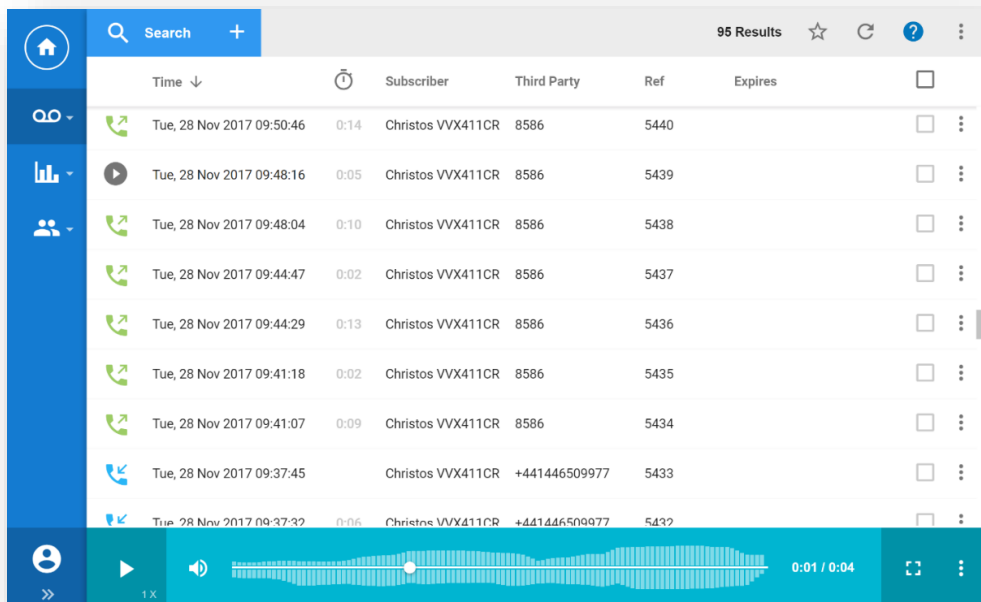 Search + 95 Results
Time Subscriber Third Party Ref Expires
Tue, 28 Nov 2017 09:50:46 0:14 Christos VVX411CR 8586 5440
Tue, 28 Nov 2017 09:48:16 0:05 Christos VVX411CR 8586 5439
Tue, 28 Nov 2017 09:48:04 0:10 Christos VVX411CR 8586 5438
Tue, 28 Nov 2017 09:44:47 0:02 Christos VVX411CR 8586 5437
Tue, 28 Nov 2017 09:44:29 0:13 Christos VVX411CR 8586 5436
Tue, 28 Nov 2017 09:41:18 0:02 Christos VVX411CR 8586 5435
Tue, 28 Nov 2017 09:41:07 0:09 Christos VVX411CR 8586 5434
Tue, 28 Nov 2017 09:37:45 Christos VVX411CR +441446509977 5433
Tue, 28 Nov 2017 09:37:32 0:06 Christos VVX411CR +441446509977 5432
0:01 / 0:04
1 X